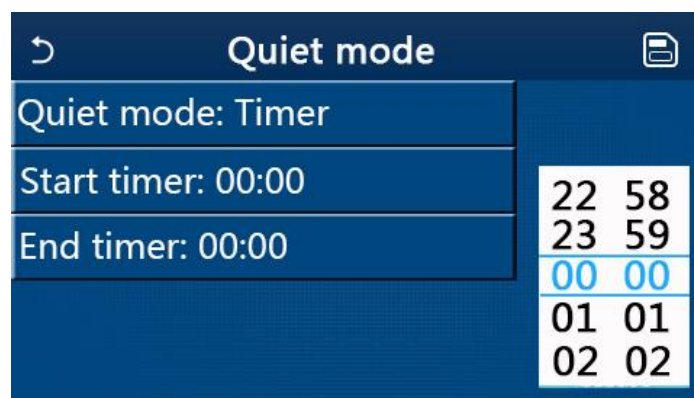 Quiet mode
Quiet mode: Timer
Start timer: 00:00
End timer: 00:00
22 58
23 59
00 00
01 01
02 02